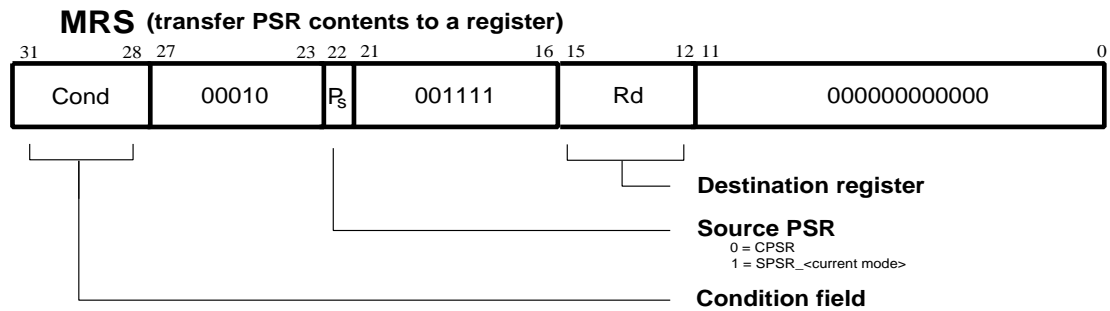 MRS (transfer PSR contents to a register)
31 28 27 23 22 21 16 15 12 11 0
Cond 00010 Ps 001111 Rd 000000000000
Destination register
Source PSR
0 = CPSR
1 = SPSR_<current mode>
Condition field